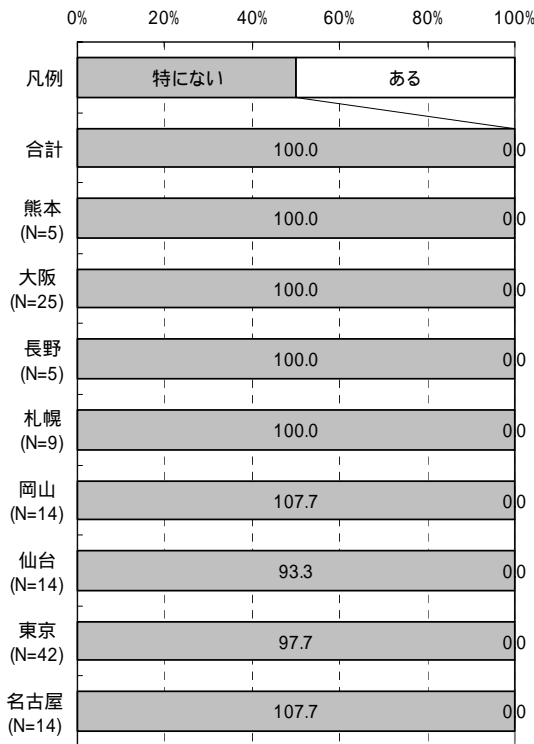 0% 20% 40% 60% 80% 100%
凡例 特にない ある
合計 100.0 0.0
熊本
(N=5)
100.0 0.0
大阪
(N=25)
100.0 0.0
長野
(N=5)
100.0 0.0
札幌
(N=9)
100.0 0.0
岡山
(N=14)
107.7 0.0
仙台
(N=14)
93.3 0.0
東京
(N=42)
97.7 0.0
名古屋
(N=14)
107.7 0.0